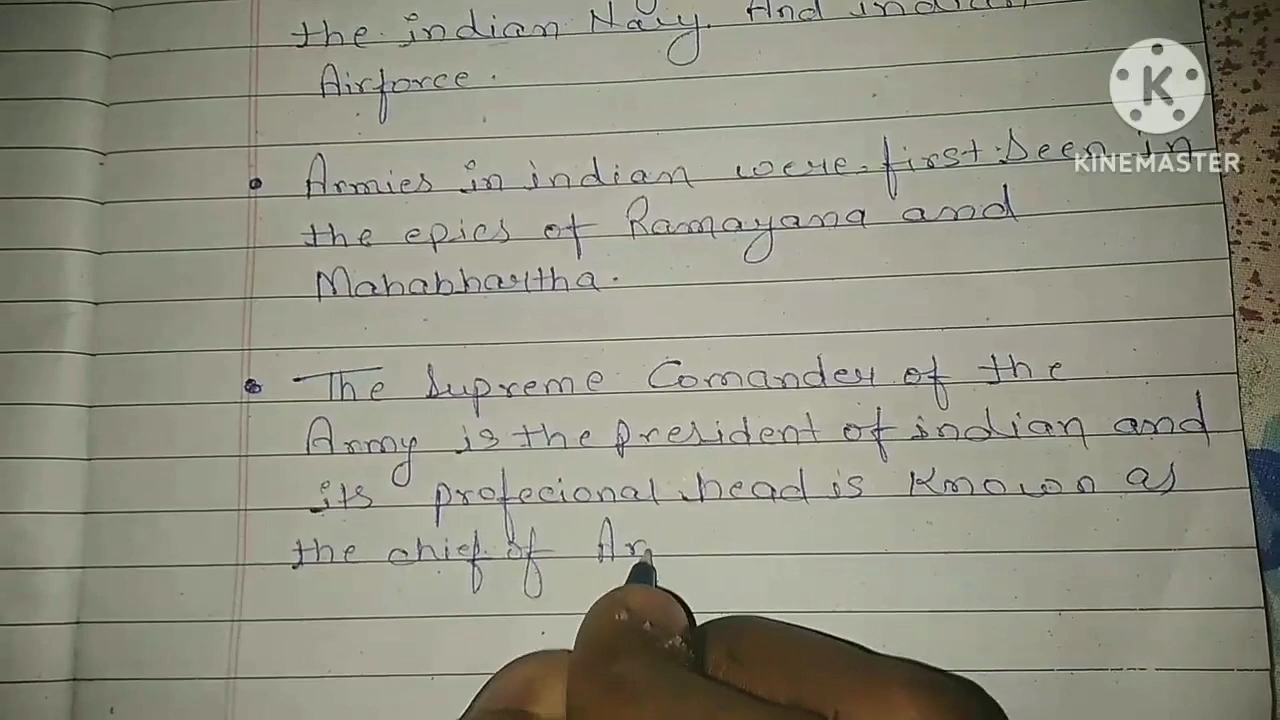 the indian Navy. And indian
Airforce.
K
KINEMASTER
• Armies in indian were first seen in
the epics of Ramayana and
Mahabhartha.
• The Supreme Comander of the
Army is the president of indian and
its profecional head is Known as
the chief of Ar